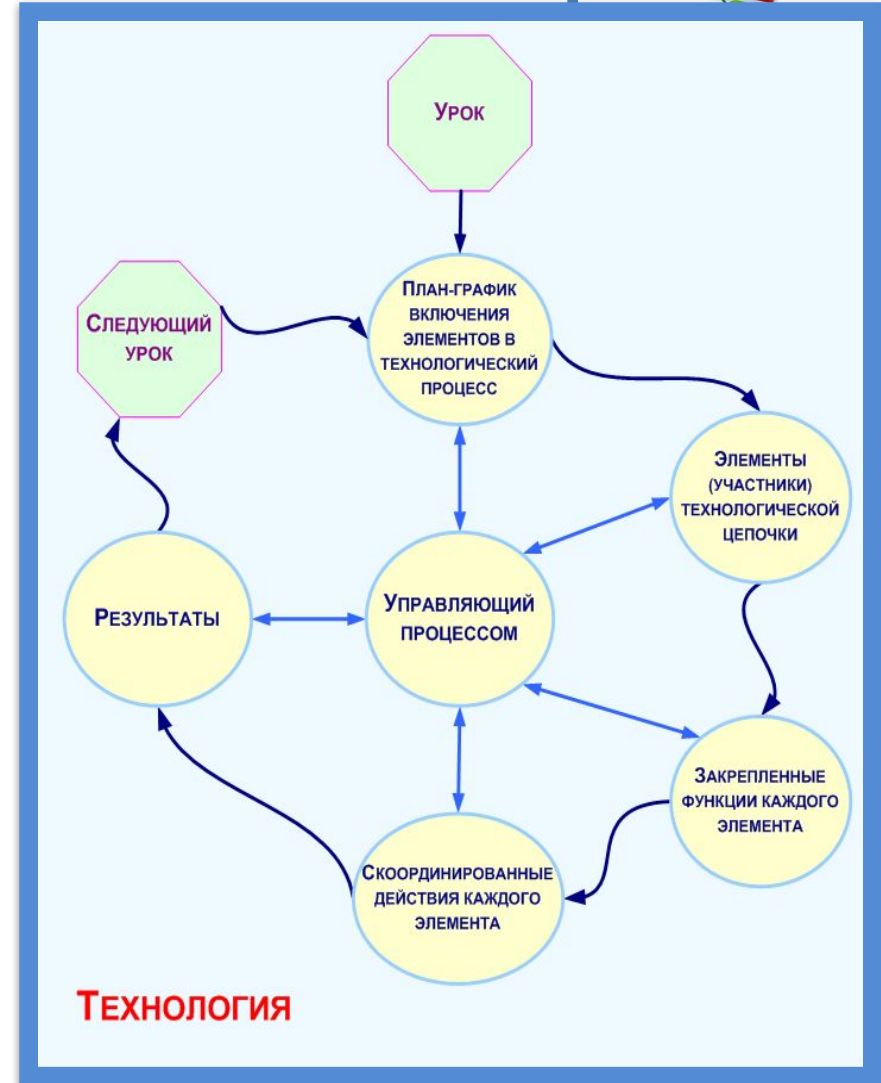 Урок
План-график
включения
элементов в
технологический
процесс
Следующий
урок
Элементы
(участники)
технологической
цепочки
Управляющий
процессом
Результаты
Закрепленные
функции каждого
элемента
Скоординированные
действия каждого
элемента
Технология